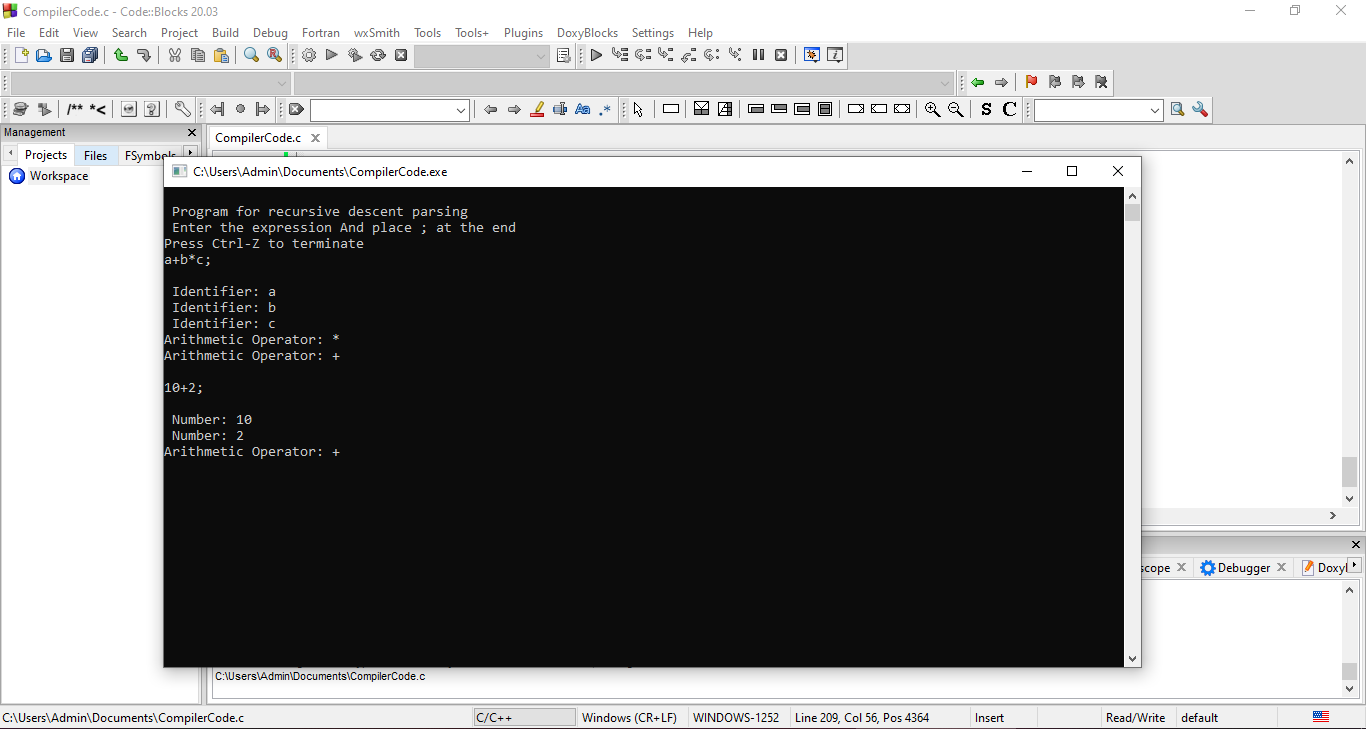 CompilerCode.c - Code::Blocks 20.03
File Edit View Search Project Build Debug Fortran wxSmith Tools Tools+ Plugins DoxyBlocks Settings Help
/** *< Aa .* S C
Management
CompilerCode.c
Projects Files FSymbols
Workspace
C:\Users\Admin\Documents\CompilerCode.exe
Program for recursive descent parsing
Enter the expression And place ; at the end
Press Ctrl-Z to terminate
a+b*c;
Identifier: a
Identifier: b
Identifier: c
Arithmetic Operator: *
Arithmetic Operator: +
10+2;
Number: 10
Number: 2
Arithmetic Operator: +
scope Debugger Doxyl
C:\Users\Admin\Documents\CompilerCode.c
C:\Users\Admin\Documents\CompilerCode.c C/C++ Windows (CR+LF) WINDOWS-1252 Line 209, Col 56, Pos 4364 Insert Read/Write default